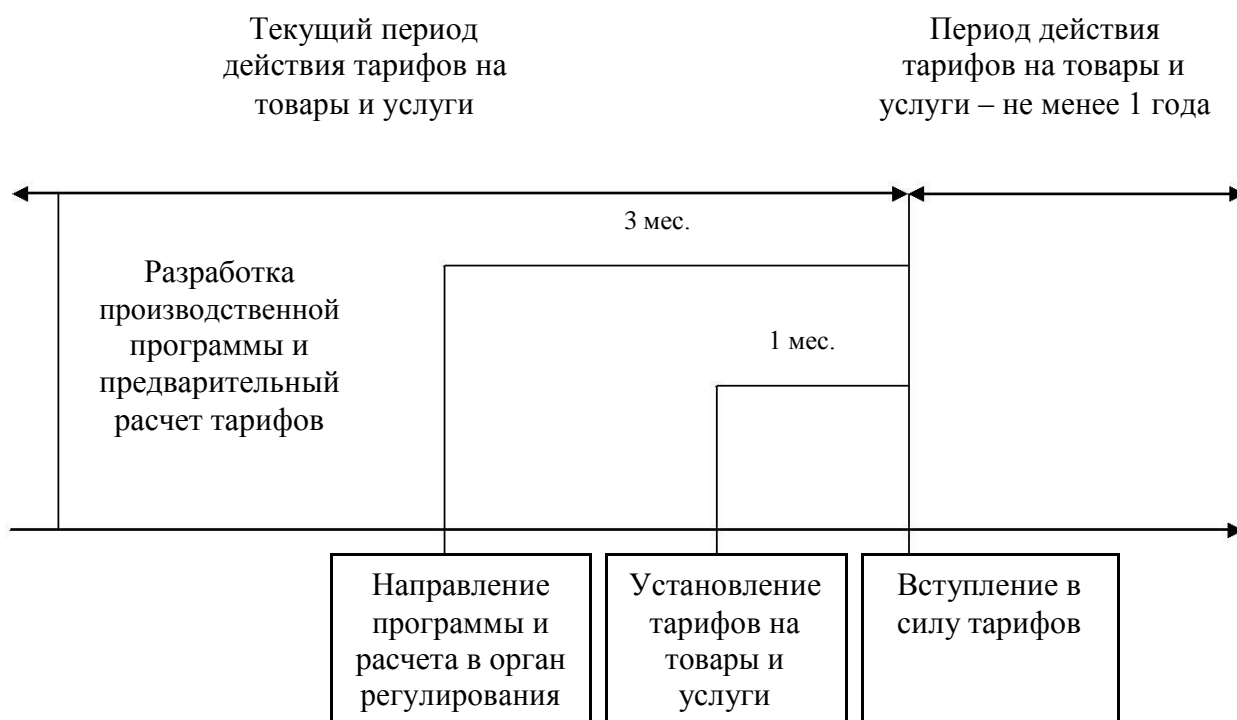 Текущий период
действия тарифов на
товары и услуги
Период действия
тарифов на товары и
услуги – не менее 1 года
3 мес.
Разработка
производственной
программы и
предварительный
расчет тарифов
1 мес.
Направление
программы и
расчета в орган
регулирования
Установление
тарифов на
товары и
услуги
Вступление в
силу тарифов